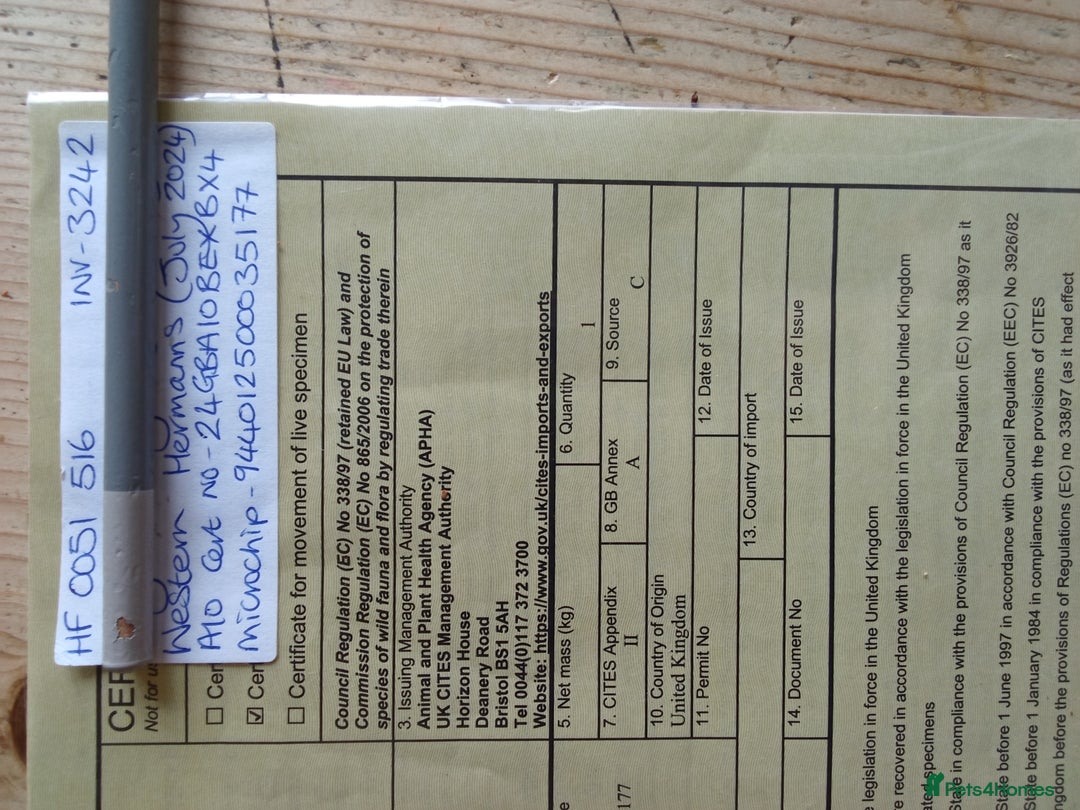 HF 0051 516 INV-3242
Western Hermanns (July 2024)
A10 Cert NO - 24GBA10BEXBX4
Microchip - 944012500035177
CER
Not for us
☐ Cer
☑ Cer
☐ Certificate for movement of live specimen
Council Regulation (EC) No 338/97 (retained EU Law) and
Commission Regulation (EC) No 865/2006 on the protection of
species of wild fauna and flora by regulating trade therein
3. Issuing Management Authority
Animal and Plant Health Agency (APHA)
UK CITES Management Authority
Horizon House
Deanery Road
Bristol BS1 5AH
Tel 0044(0)117 372 3700
Website: https://www.gov.uk/cites-imports-and-exports
5. Net mass (kg)
6. Quantity
1
7. CITES Appendix
II
8. GB Annex
A
9. Source
C
10. Country of Origin
United Kingdom
11. Permit No
12. Date of Issue
13. Country of import
14. Document No
15. Date of Issue
e
177
legislation in force in the United Kingdom
re recovered in accordance with the legislation in force in the United Kingdom
ted specimens
State in compliance with the provisions of Council Regulation (EC) No 338/97 as it
State before 1 June 1997 in accordance with Council Regulation (EEC) No 3926/82
State before 1 January 1984 in compliance with the provisions of CITES
ngdom before the provisions of Regulations (EC) no 338/97 (as it had effect
Pets4Homes